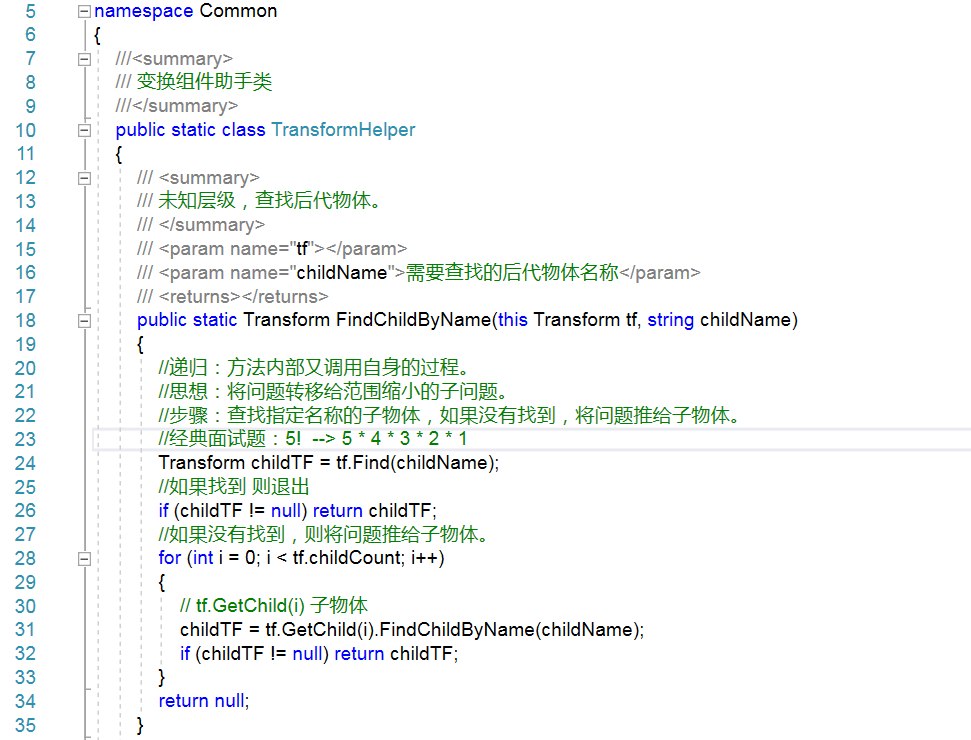 5 namespace Common
6 {
7 ///<summary>
8 /// 变换组件助手类
9 ///</summary>
10 public static class TransformHelper
11 {
12 /// <summary>
13 /// 未知层级，查找后代物体。
14 /// </summary>
15 /// <param name="tf"></param>
16 /// <param name="childName">需要查找的后代物体名称</param>
17 /// <returns></returns>
18 public static Transform FindChildByName(this Transform tf, string childName)
19 {
20 //递归：方法内部又调用自身的过程。
21 //思想：将问题转移给范围缩小的子问题。
22 //步骤：查找指定名称的子物体，如果没有找到，将问题推给子物体。
23 //经典面试题：5! --> 5 * 4 * 3 * 2 * 1
24 Transform childTF = tf.Find(childName);
25 //如果找到 则退出
26 if (childTF != null) return childTF;
27 //如果没有找到，则将问题推给子物体。
28 for (int i = 0; i < tf.childCount; i++)
29 {
30 // tf.GetChild(i) 子物体
31 childTF = tf.GetChild(i).FindChildByName(childName);
32 if (childTF != null) return childTF;
33 }
34 return null;
35 }